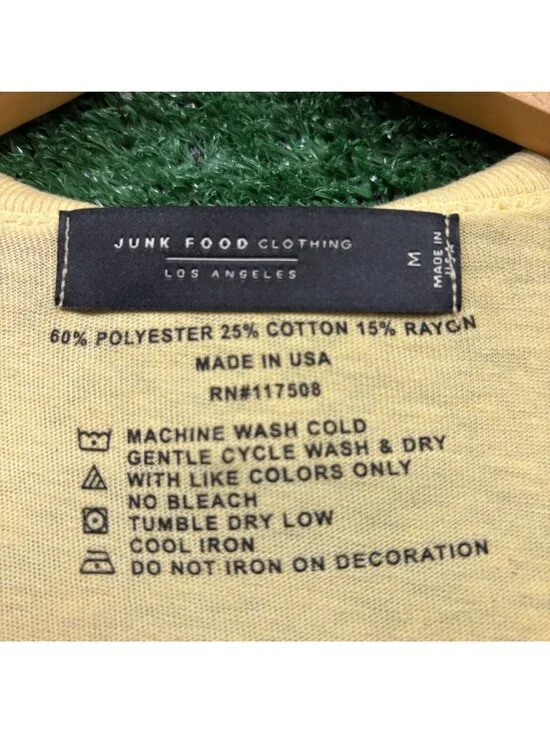 JUNK FOOD CLOTHING
LOS ANGELES
M
MADE IN
USA
60% POLYESTER 25% COTTON 15% RAYON
MADE IN USA
RN#117508
MACHINE WASH COLD
GENTLE CYCLE WASH & DRY
WITH LIKE COLORS ONLY
NO BLEACH
TUMBLE DRY LOW
COOL IRON
DO NOT IRON ON DECORATION